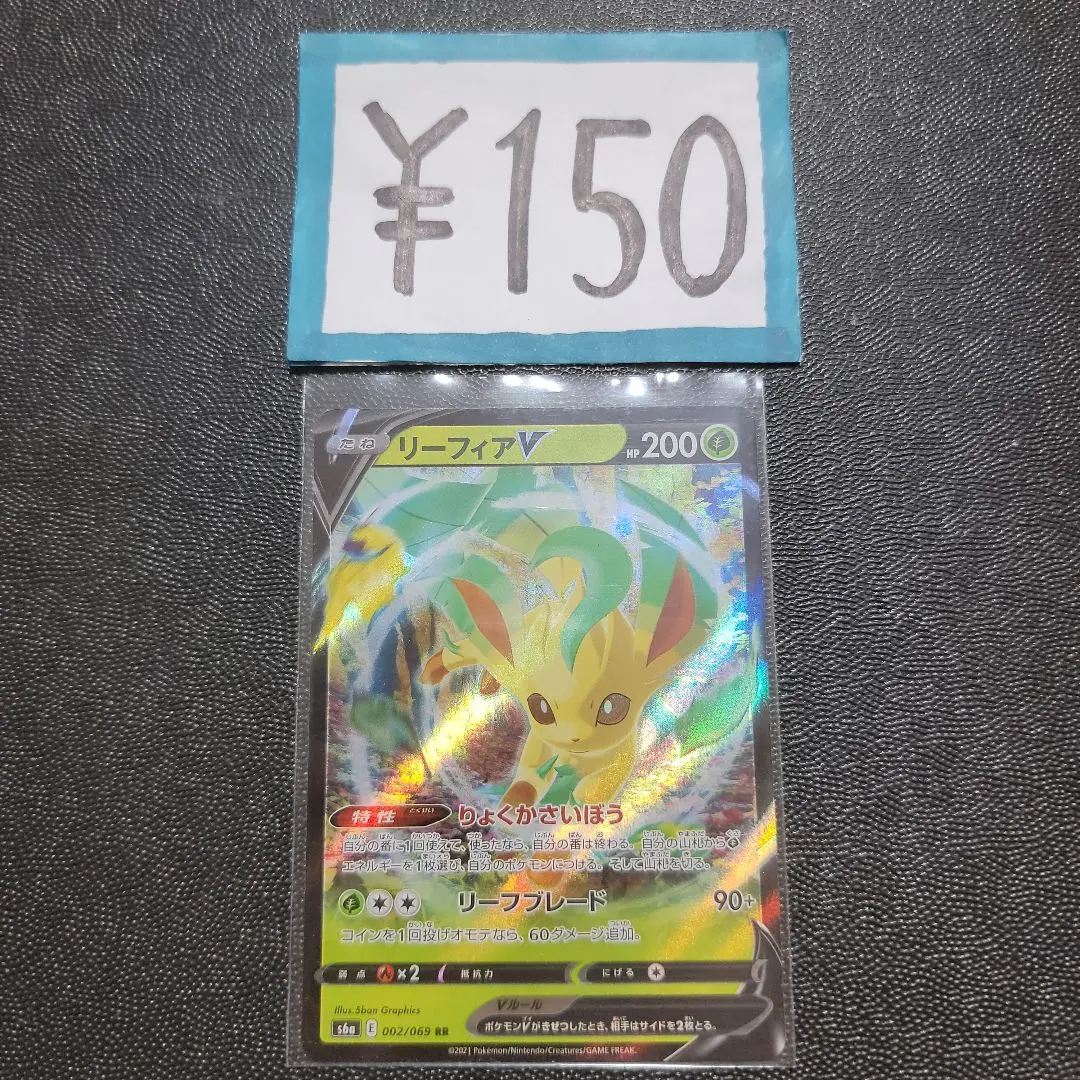 ¥150
たね リーフィアV HP 200
特性 とくせい りょくかさいぼう
自分の番に1回使えて、使ったなら、自分の番は終わる。自分の山札から
エネルギーを1枚選び、自分のポケモンにつける。そして山札を切る。
リーフブレード 90+
コインを1回投げオモテなら、60ダメージ追加。
弱点 ×2 抵抗力 にげる
Illus. 5ban Graphics
Vルール
s6a E 002/069 RR ポケモンVがきぜつしたとき、相手はサイドを2枚とる。
©2021 Pokémon/Nintendo/Creatures/GAME FREAK.